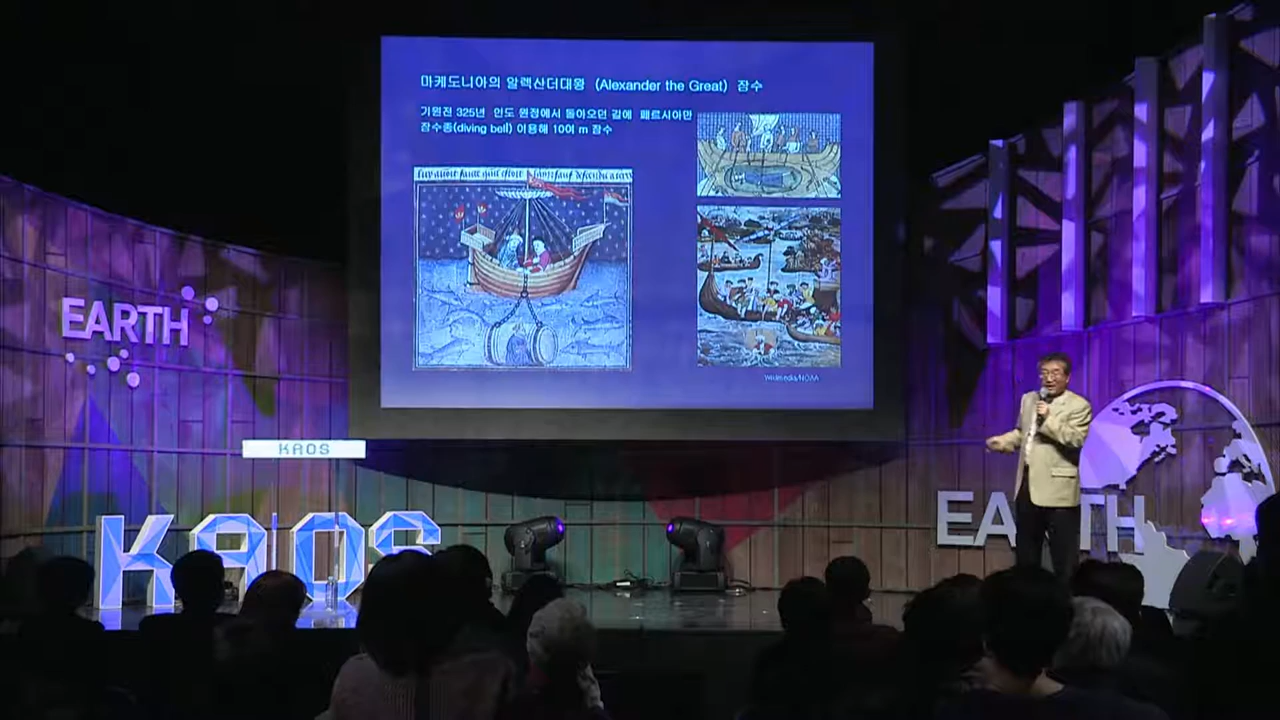 마케도니아의 알렉산더대왕 (Alexander the Great) 잠수
기원전 325년 인도 원정에서 돌아오던 길에 페르시아만
잠수종(diving bell) 이용해 10여 m 잠수
Wikimedia/NOAA
EARTH
KAOS
KAOS
EARTH